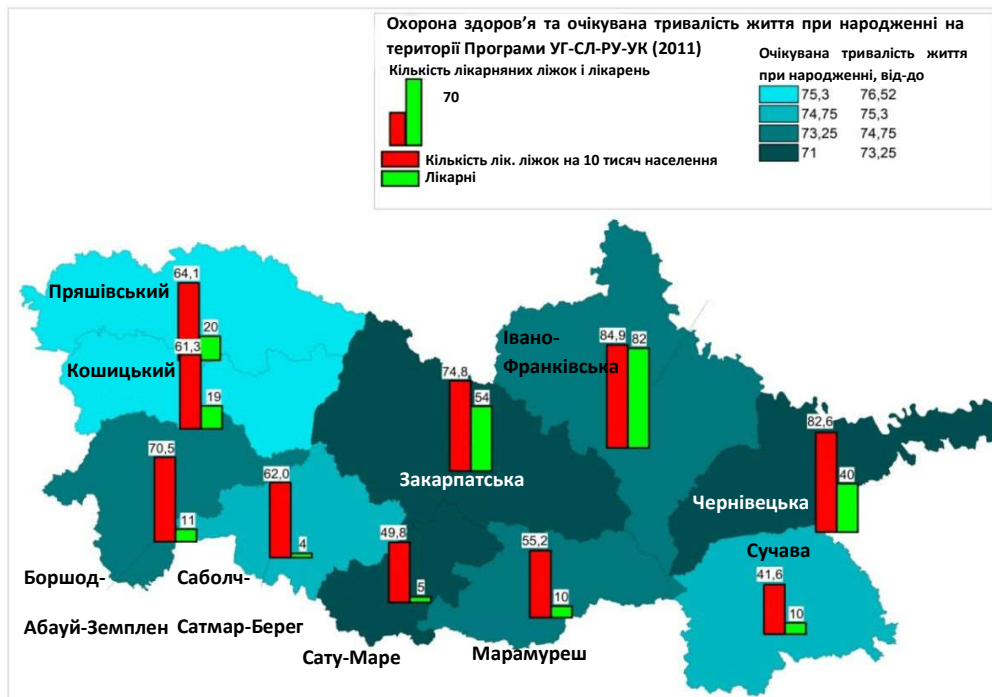 Охорона здоров’я та очікувана тривалість життя при народженні на
території Програми УГ-СЛ-РУ-УК (2011)
Кількість лікарняних ліжок і лікарень
70
Кількість лік. ліжок на 10 тисяч населення
Лікарні
Очікувана тривалість життя
при народженні, від-до
75,3 76,52
74,75 75,3
73,25 74,75
71 73,25
Пряшівський
64,1
20
Кошицький
61,3
19
Івано-
Франківська
84,9
82
74,8
54
Закарпатська
82,6
40
Чернівецька
70,5
11
Боршод-
Абауй-Земплен
62,0
4
Саболч-
Сатмар-Берег
49,8
5
Сату-Маре
55,2
10
Марамуреш
Сучава
41,6
10